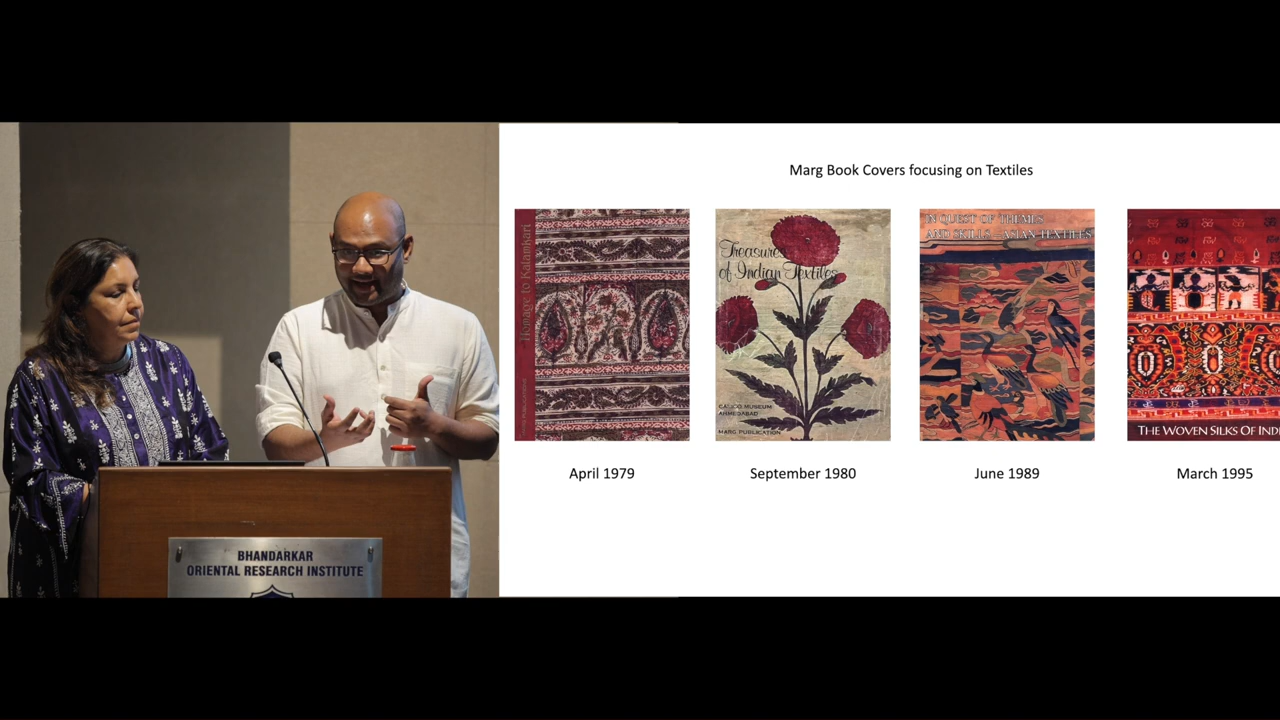 Marg Book Covers focusing on Textiles
Homage to Kalamkari
Treasures
of Indian Textiles
CALICO MUSEUM
AHMEDABAD
MARG PUBLICATION
IN QUEST OF THEMES
AND SKILLS - ASIAN TEXTILES
THE WOVEN SILKS OF INDI
April 1979
September 1980
June 1989
March 1995
BHANDARKAR
ORIENTAL RESEARCH INSTITUTE